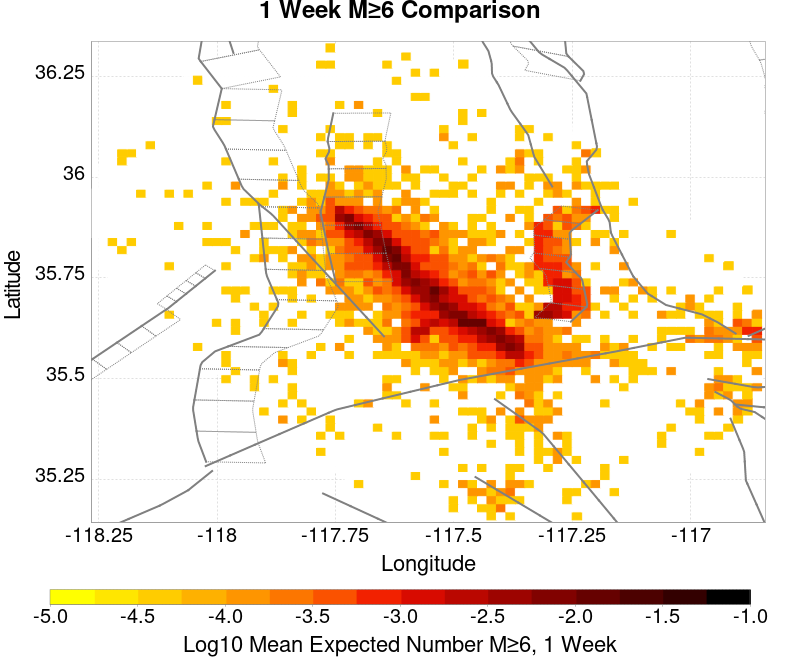 1 Week M≥6 Comparison
36.25
36
35.75
35.5
35.25
Latitude
-118.25 -118 -117.75 -117.5 -117.25 -117
Longitude
-5.0 -4.5 -4.0 -3.5 -3.0 -2.5 -2.0 -1.5 -1.0
Log10 Mean Expected Number M≥6, 1 Week